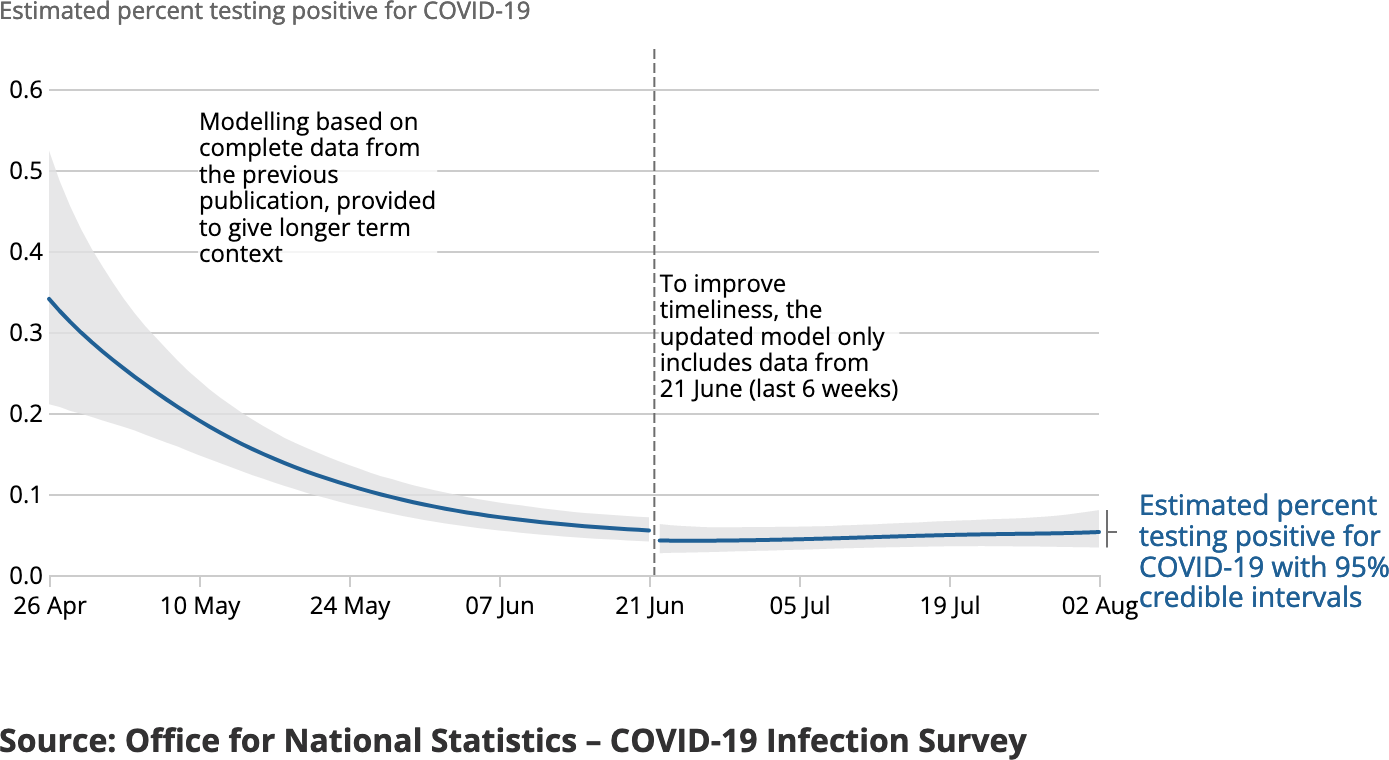 Estimated percent testing positive for COVID-19
0.6
Modelling based on
complete data from
0.5
the previous
publication, provided
to give longer term
0.4
context
To improve
timeliness, the
0.3
updated model only
includes data from
21 June (last 6 weeks)
0.2
0.1
Estimated percent
testing positive for
COVID-19 with 95%
credible intervals
0.0
26 Apr 10 May 24 May 07 Jun 21 Jun 05 Jul 19 Jul 02 Aug
Source: Office for National Statistics – COVID-19 Infection Survey